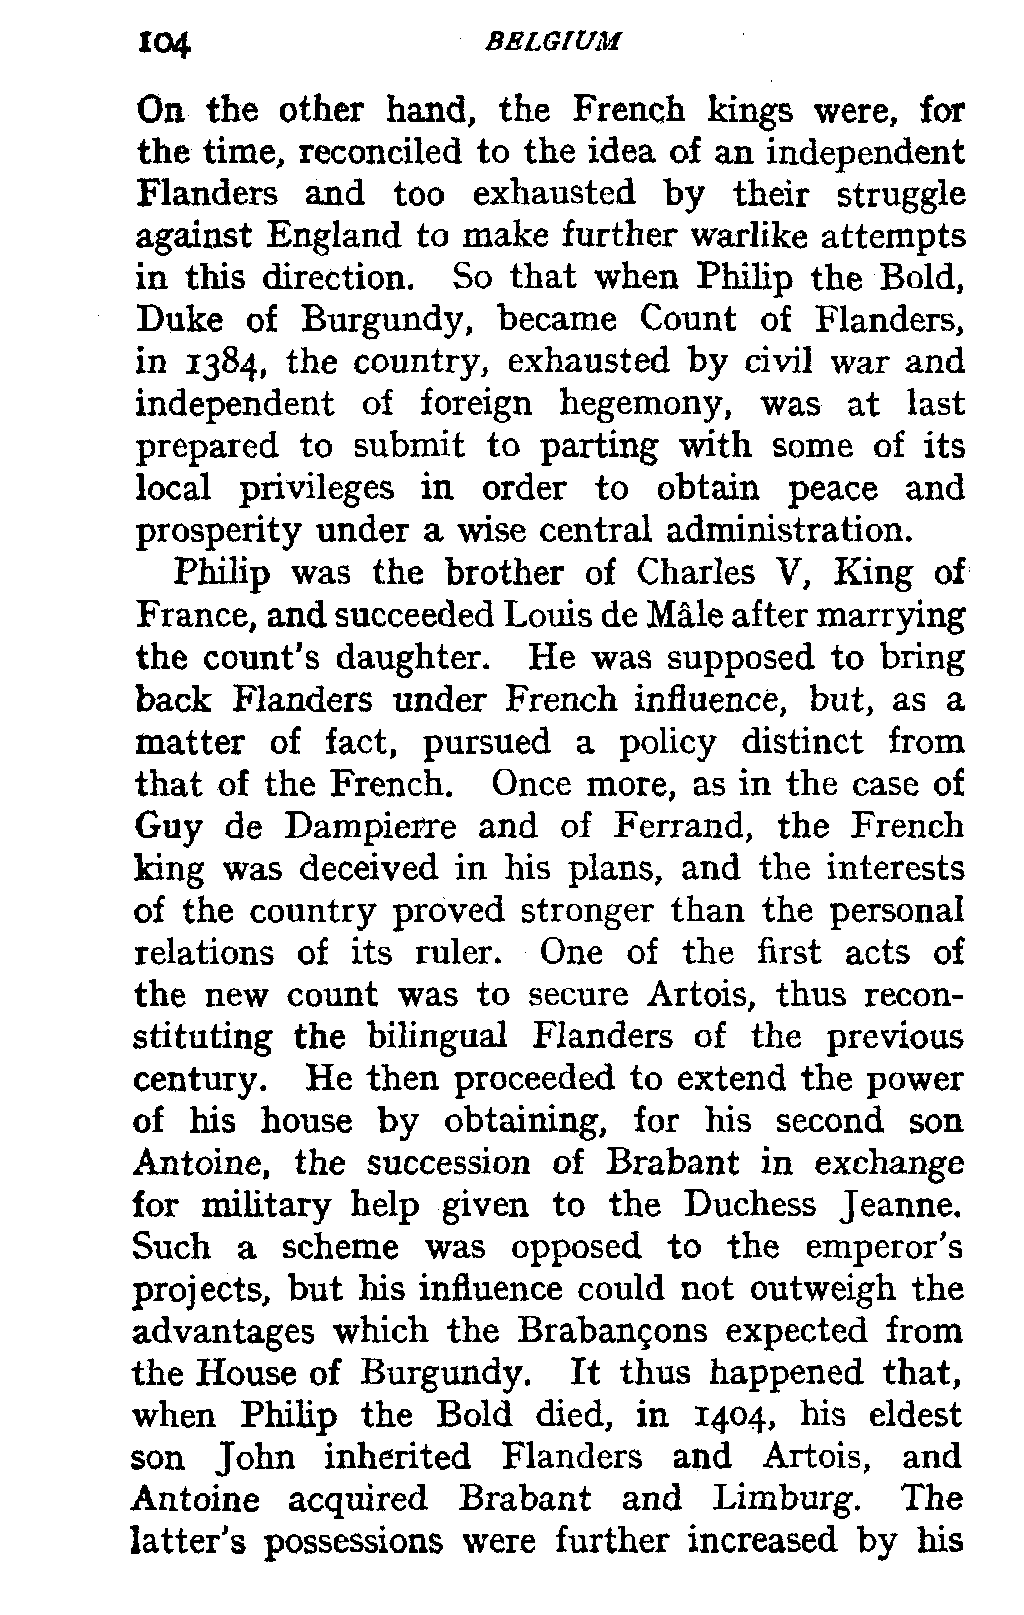 104 BELGIUM
On the other hand, the French kings were, for
the time, reconciled to the idea of an independent
Flanders and too exhausted by their struggle
against England to make further warlike attempts
in this direction. So that when Philip the Bold,
Duke of Burgundy, became Count of Flanders,
in 1384, the country, exhausted by civil war and
independent of foreign hegemony, was at last
prepared to submit to parting with some of its
local privileges in order to obtain peace and
prosperity under a wise central administration.
Philip was the brother of Charles V, King of
France, and succeeded Louis de Mâle after marrying
the count's daughter. He was supposed to bring
back Flanders under French influence, but, as a
matter of fact, pursued a policy distinct from
that of the French. Once more, as in the case of
Guy de Dampierre and of Ferrand, the French
king was deceived in his plans, and the interests
of the country proved stronger than the personal
relations of its ruler. One of the first acts of
the new count was to secure Artois, thus recon-
stituting the bilingual Flanders of the previous
century. He then proceeded to extend the power
of his house by obtaining, for his second son
Antoine, the succession of Brabant in exchange
for military help given to the Duchess Jeanne.
Such a scheme was opposed to the emperor's
projects, but his influence could not outweigh the
advantages which the Brabançons expected from
the House of Burgundy. It thus happened that,
when Philip the Bold died, in 1404, his eldest
son John inherited Flanders and Artois, and
Antoine acquired Brabant and Limburg. The
latter's possessions were further increased by his